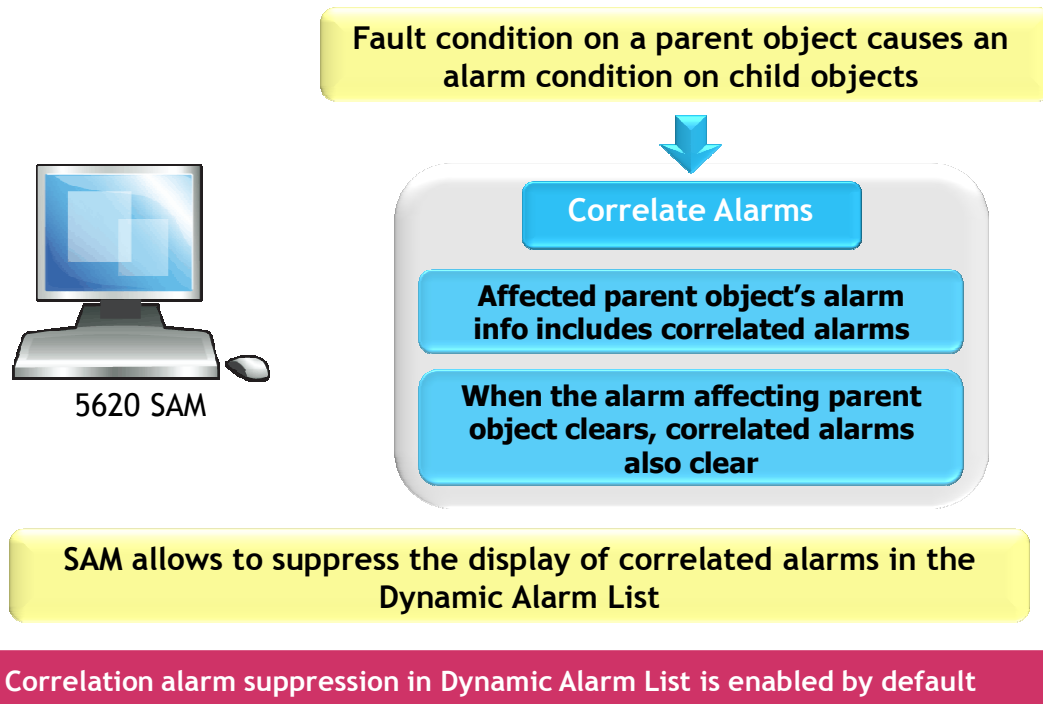 Fault condition on a parent object causes an
alarm condition on child objects
Correlate Alarms
Affected parent object's alarm
info includes correlated alarms
When the alarm affecting parent
object clears, correlated alarms
also clear
5620 SAM
SAM allows to suppress the display of correlated alarms in the
Dynamic Alarm List
Correlation alarm suppression in Dynamic Alarm List is enabled by default